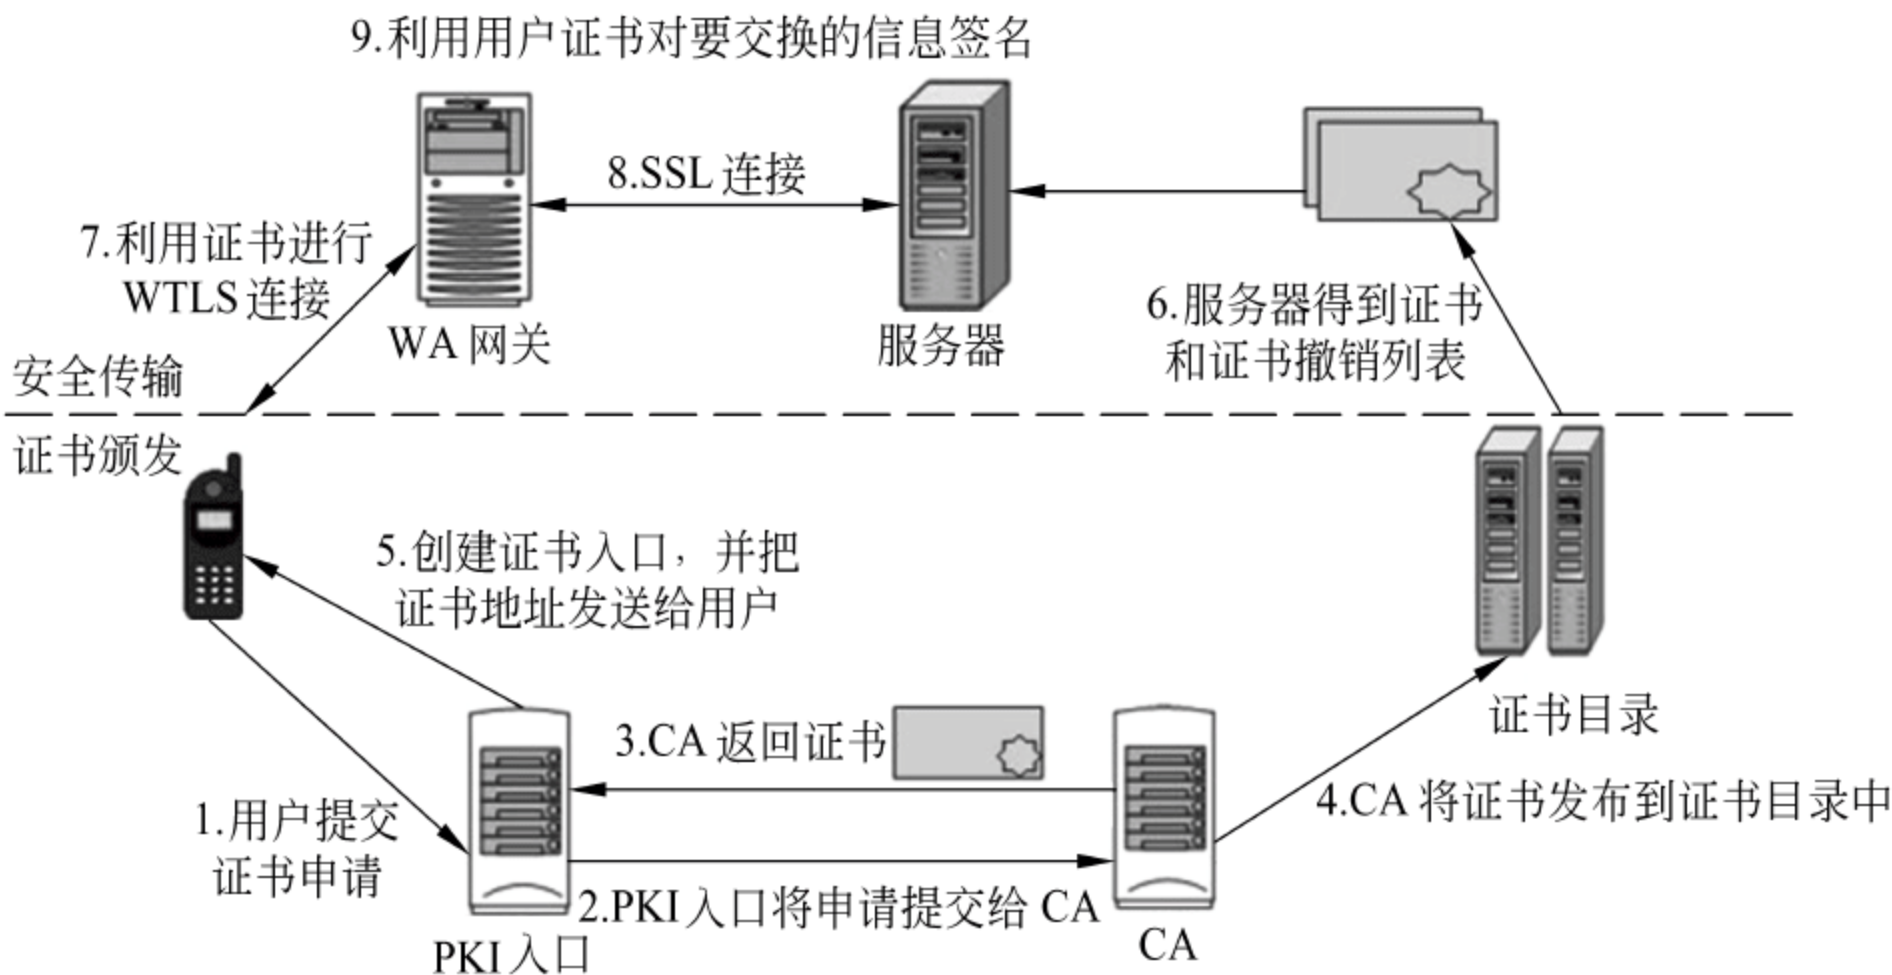 9.利用用户证书对要交换的信息签名
8.SSL 连接
7.利用证书进行
WTLS 连接
WA 网关
服务器
6.服务器得到证书
和证书撤销列表
安全传输
证书颁发
5.创建证书入口，并把
证书地址发送给用户
证书目录
3.CA 返回证书
4.CA 将证书发布到证书目录中
1.用户提交
证书申请
2.PKI 入口将申请提交给 CA
PKI 入口
CA